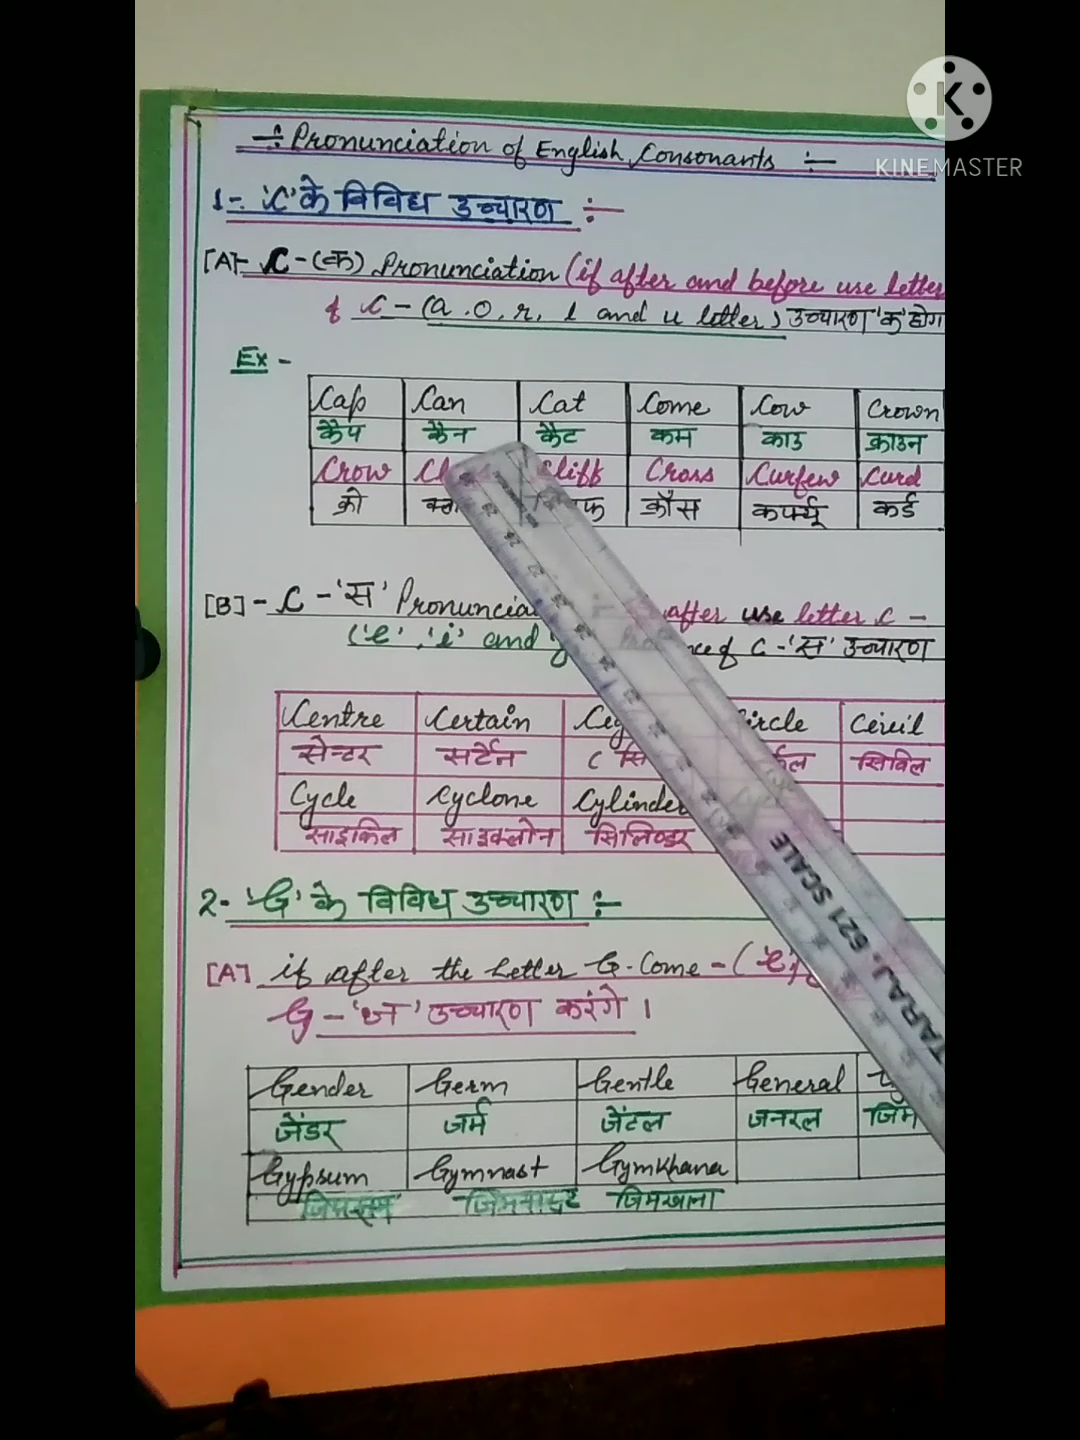 KINEMASTER
÷ Pronunciation of English Consonants ÷
1- 'C' के विविध उच्चारण ÷
[A]- C - (क) Pronunciation (if after and before use letter
of C - (a, o, r, l and u letter) उच्चारण 'क' होग
Ex -
Cap Can Cat Come Cow Crown
कैप कैन कैट कम काउ क्राउन
Crow Cliff Cross Curfew Curd
क्रो क्रौस कर्फ्यू कर्ड
[B] - C - 'स' after use letter C -
('e', 'i' and of C - 'स' उच्चारण
Centre Certain Circle Civil
सेन्टर सर्टेन सिविल
Cycle Cyclone Cylinder
साइकिल साइक्लोन सिलिण्डर
2- 'G' के विविध उच्चारण :-
[A] if after the letter G. Come - ('e',
G - 'ज' उच्चारण करंगे ।
Gender Germ Gentle General
जेंडर जर्म जेंटल जनरल जिम
Gypsum Gymnast Gymkhana
जिमखाना
621 SCALE